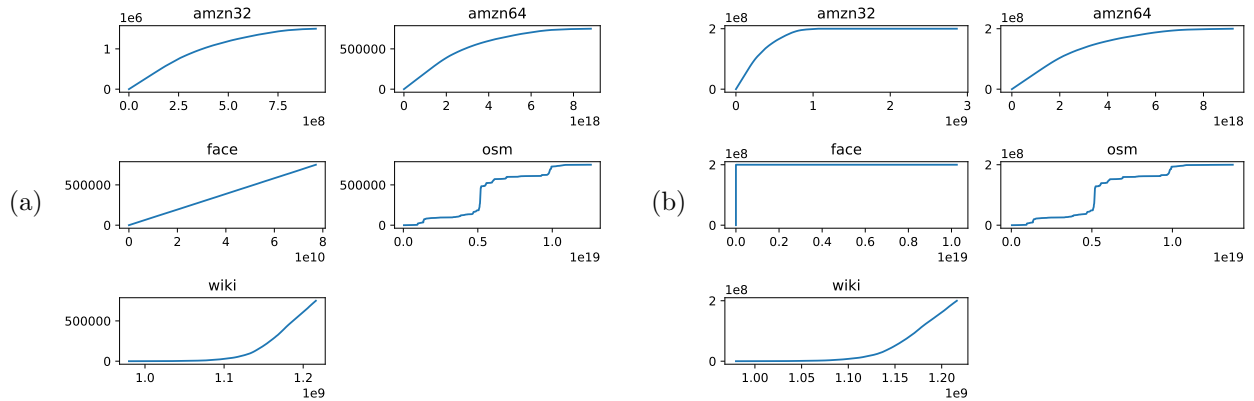 (a)
amzn32
1e6
1
0
0.0 2.5 5.0 7.5
1e8
amzn64
500000
0
0 2 4 6 8
1e18
face
500000
0
0 2 4 6 8
1e10
osm
500000
0
0.0 0.5 1.0
1e19
wiki
500000
0
1.0 1.1 1.2
1e9
(b)
amzn32
1e8
2
0
0 1 2 3
1e9
amzn64
1e8
2
0
0 2 4 6 8
1e18
face
1e8
2
0
0.0 0.2 0.4 0.6 0.8 1.0
1e19
osm
1e8
2
0
0.0 0.5 1.0
1e19
wiki
1e8
2
0
1.00 1.05 1.10 1.15 1.20
1e9